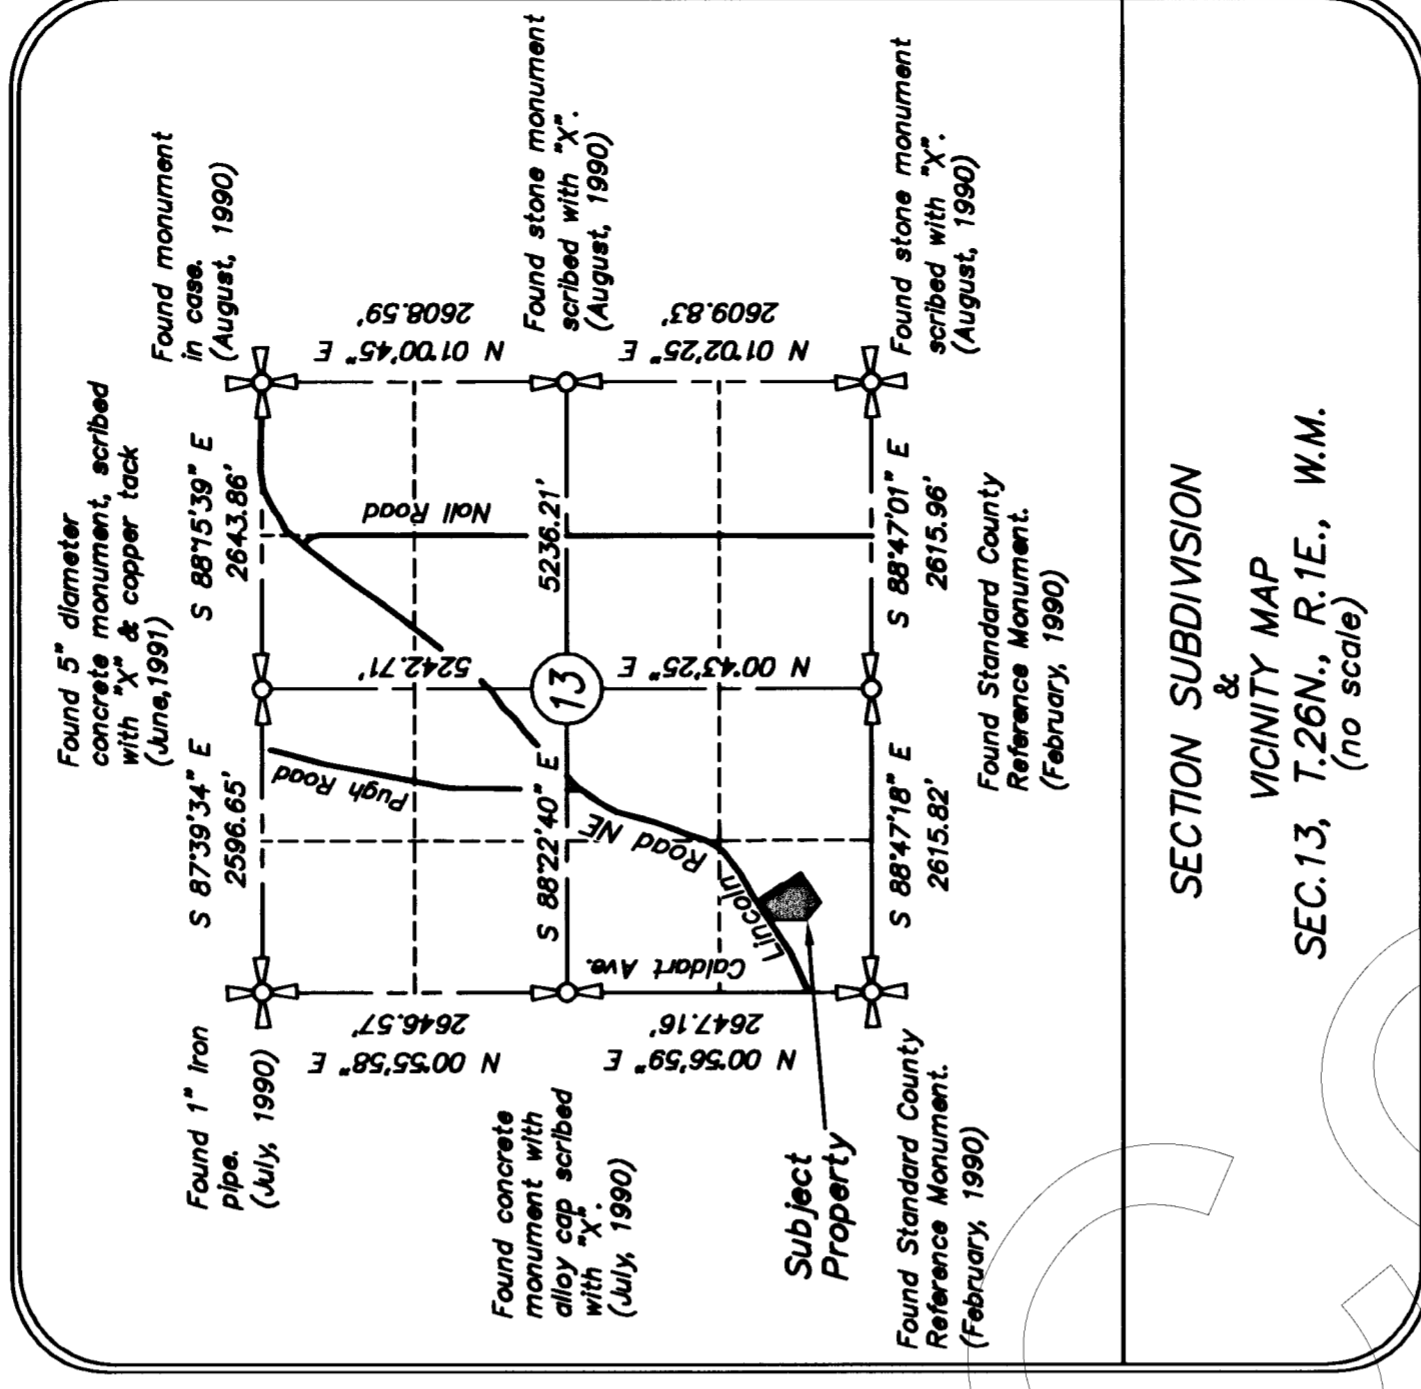 Found 5" diameter
concrete monument, scribed
with "X" & copper tack
(June,1991)
Found monument
in case.
(August, 1990)
Found 1" iron
pipe.
(July, 1990)
S 87°39'34" E
2596.65'
S 88°15'39" E
2643.86'
Pugh Road
Noll Road
N 00°55'58" E
2646.57'
5242.71'
N 01°00'45" E
2608.59'
Found concrete
monument with
alloy cap scribed
with "X".
(July, 1990)
S 88°22'40" E
13
5236.21'
Found stone monument
scribed with "X".
(August, 1990)
N 00°56'59" E
2647.16'
Caldart Ave.
Lincoln Road NE
N 00°43'25" E
N 01°02'25" E
2609.83'
Subject
Property
Found Standard County
Reference Monument.
(February, 1990)
S 88°47'18" E
2615.82'
Found Standard County
Reference Monument.
(February, 1990)
S 88°47'01" E
2615.96'
Found stone monument
scribed with "X".
(August, 1990)
SECTION SUBDIVISION
&
VICINITY MAP
SEC.13, T.26N., R.1E., W.M.
(no scale)